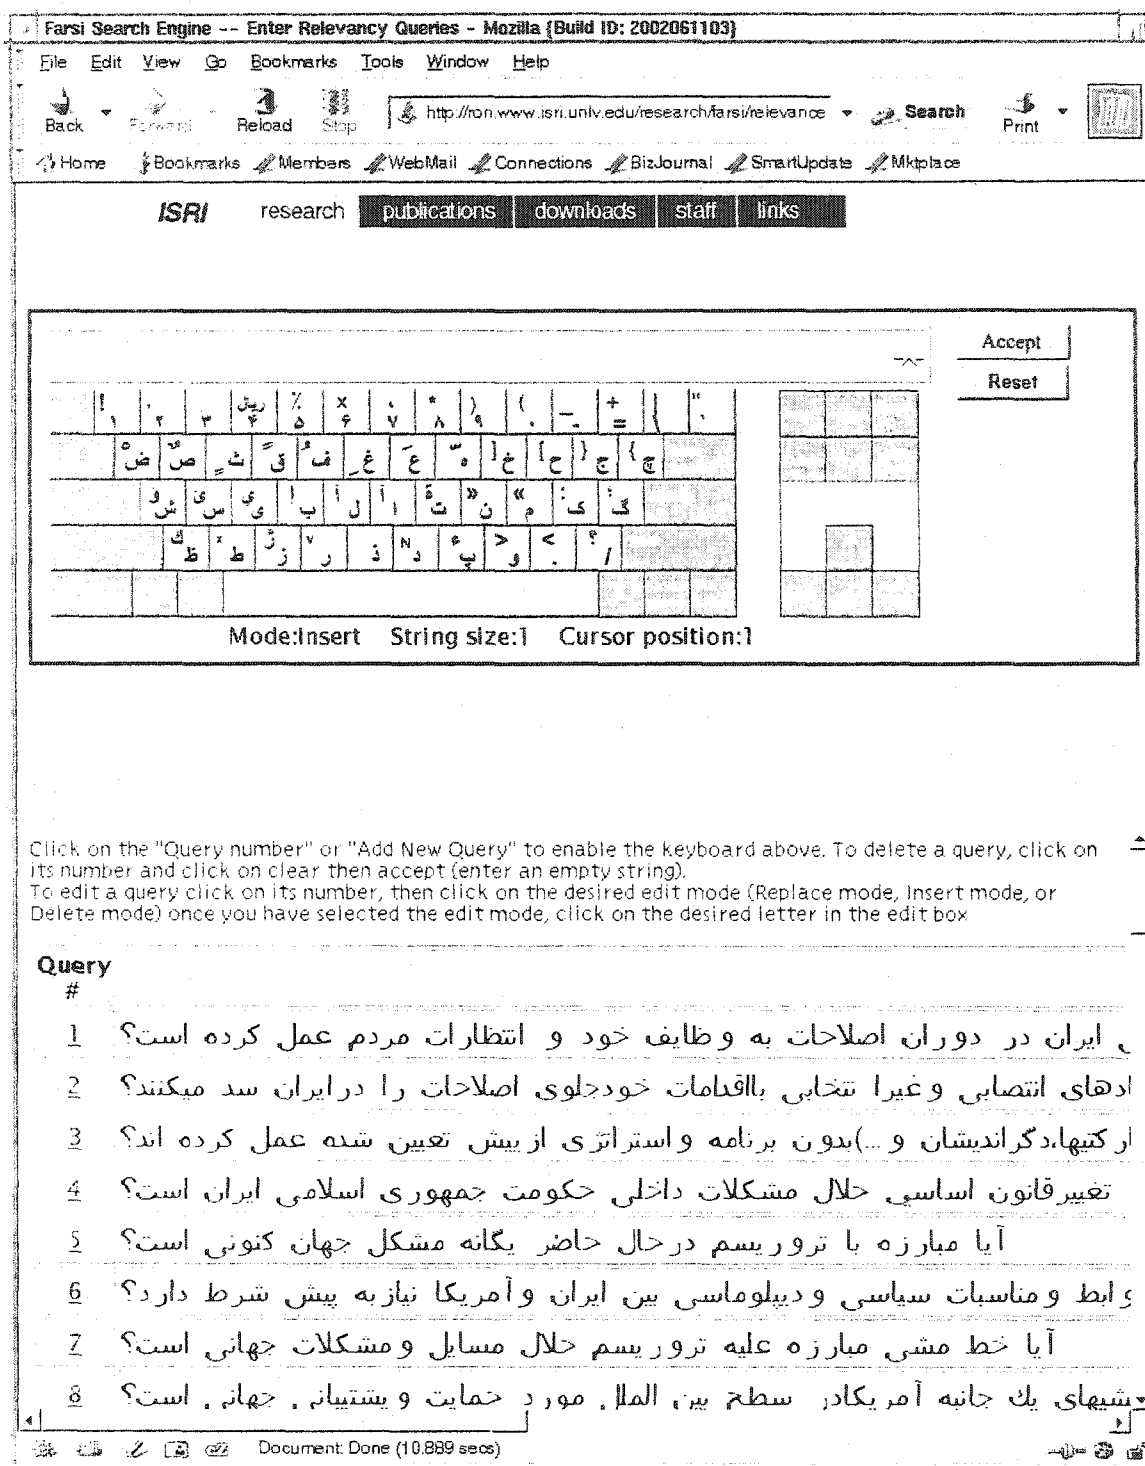 Farsi Search Engine -- Enter Relevancy Queries - Mozilla {Build ID: 2002061103}
File Edit View Go Bookmarks Tools Window Help
Back Forward Reload Stop http://ron.www.isri.unlv.edu/research/farsi/relevance Search Print
Home Bookmarks Members WebMail Connections BizJournal SmartUpdate Mktplace
ISRI research publications downloads staff links
Accept
Reset
Mode:Insert String size:1 Cursor position:1
Click on the "Query number" or "Add New Query" to enable the keyboard above. To delete a query, click on
its number and click on clear then accept (enter an empty string).
To edit a query click on its number, then click on the desired edit mode (Replace mode, Insert mode, or
Delete mode) once you have selected the edit mode, click on the desired letter in the edit box
Query
#
1 ایران در دوران اصلاحات به وظایف خود و انتظارات مردم عمل کرده است؟
2 ادهای انتصابی وغیرا نتخابی بااقدامات خودجلوی اصلاحات را درایران سد میکنند؟
3 ارکتیها،دگراندیشان و ...)بدون برنامه واستراتژی ازپیش تعیین شده عمل کرده اند؟
4 تغییرقانون اساسی حلال مشکلات داخلی حکومت جمهوری اسلامی ایران است؟
5 آیا مبارزه با تروریسم درحال حاضر یگانه مشکل جهان کنونی است؟
6 وابط ومناسبات سیاسی ودیپلوماسی بین ایران وآمریکا نیازبه پیش شرط دارد؟
7 آیا خط مشی مبارزه علیه تروریسم حلال مسایل ومشکلات جهانی است؟
8 شیهای یك جانبه آمریکادر سطح بین الملل مورد حمایت وپشتیبانی جهانی است؟
Document: Done (10.889 secs)